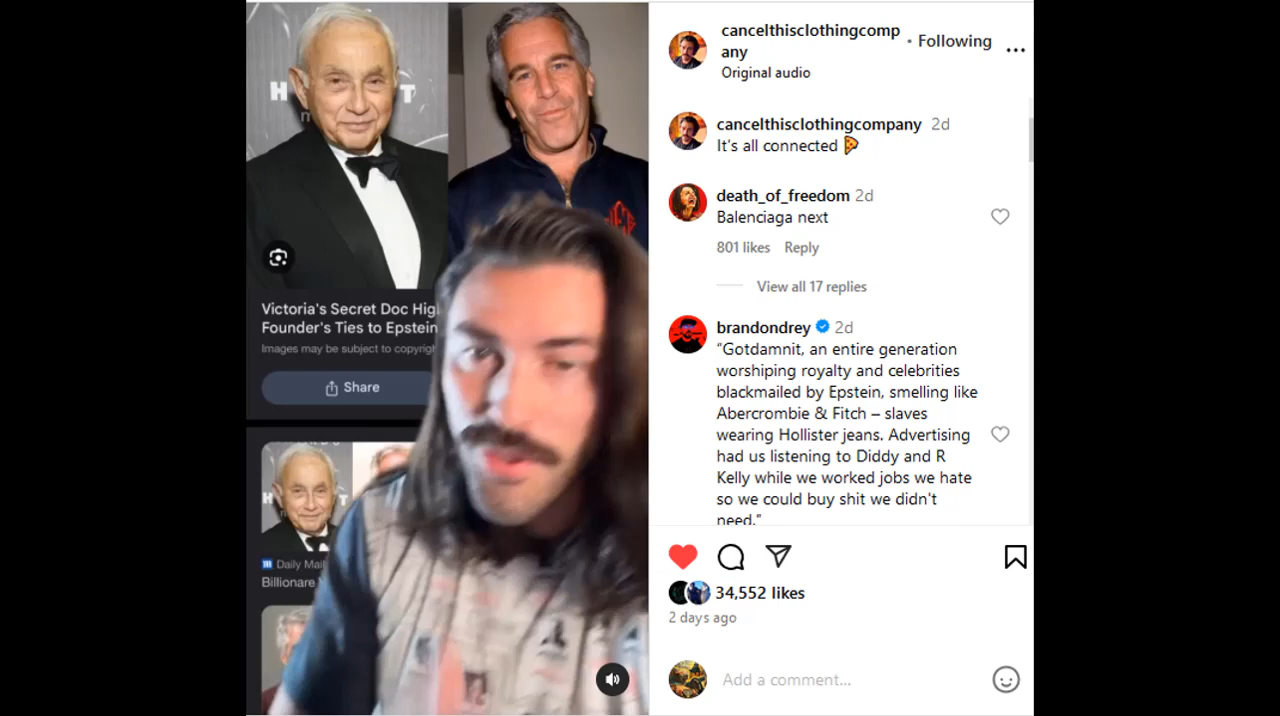 H T
Victoria's Secret Doc Hig
Founder's Ties to Epstein
Images may be subject to copyrigh
Share
H T
Daily Mail
Billionare
cancelthisclothingcomp
any
• Following
Original audio
cancelthisclothingcompany 2d
It's all connected 🍕
death_of_freedom 2d
Balenciaga next
801 likes Reply
View all 17 replies
brandondrey 2d
“Gotdamnit, an entire generation
worshiping royalty and celebrities
blackmailed by Epstein, smelling like
Abercrombie & Fitch – slaves
wearing Hollister jeans. Advertising
had us listening to Diddy and R
Kelly while we worked jobs we hate
so we could buy shit we didn't
need.”
34,552 likes
2 days ago
Add a comment...